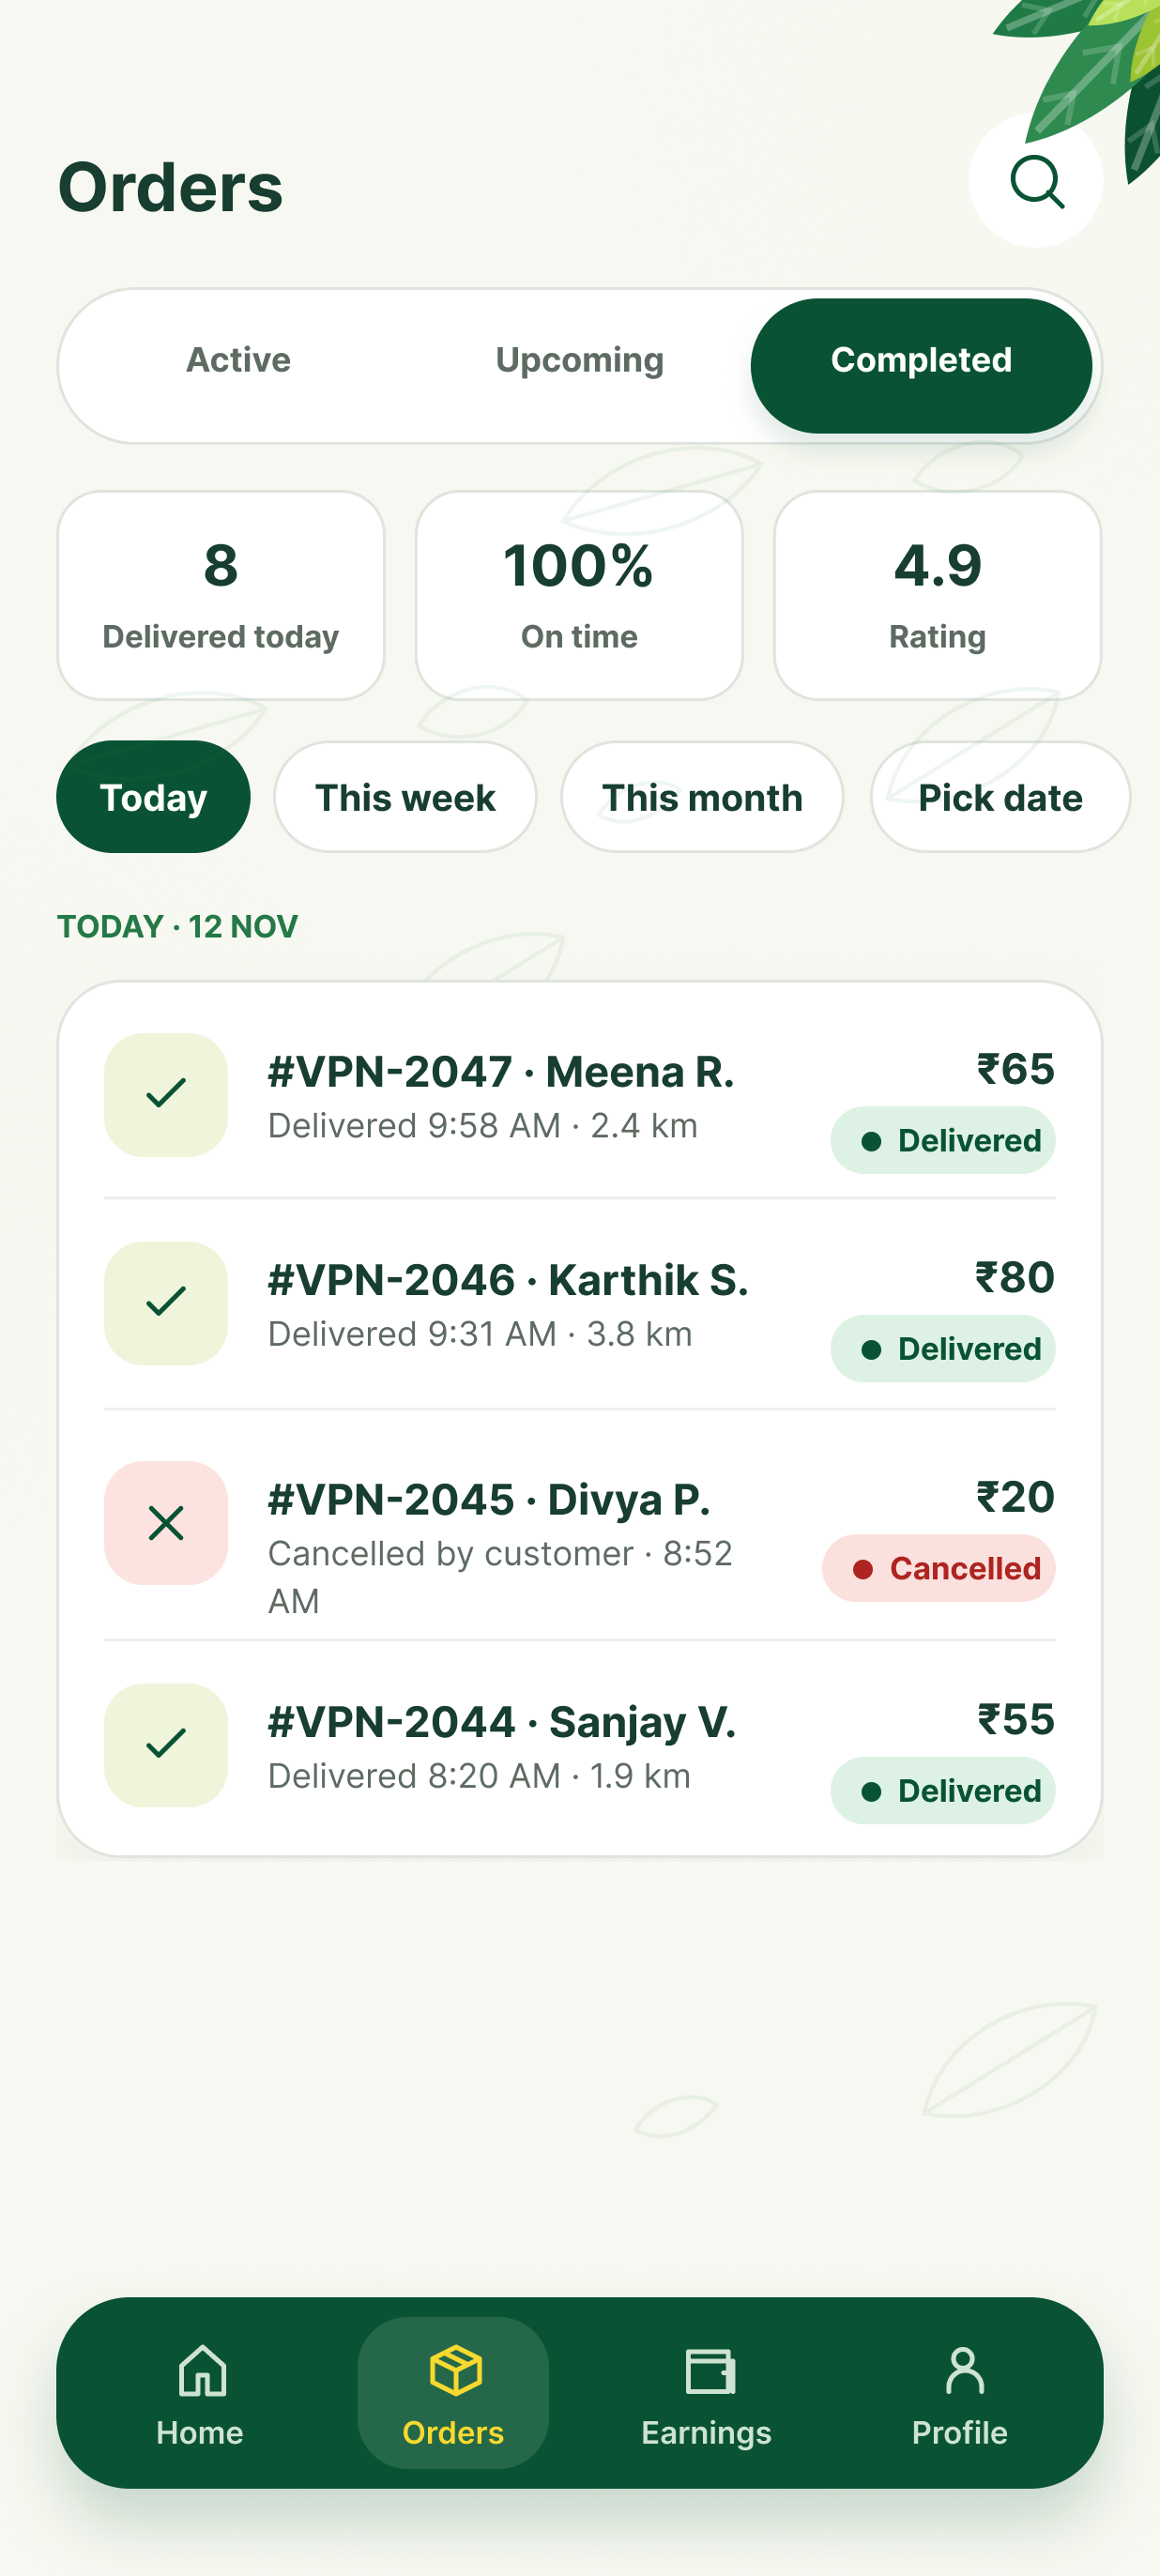 Orders
Active Upcoming Completed
8 100% 4.9
Delivered today On time Rating
Today This week This month Pick date
TODAY · 12 NOV
#VPN-2047 · Meena R. ₹65
Delivered 9:58 AM · 2.4 km Delivered
#VPN-2046 · Karthik S. ₹80
Delivered 9:31 AM · 3.8 km Delivered
#VPN-2045 · Divya P. ₹20
Cancelled by customer · 8:52 Cancelled
AM
#VPN-2044 · Sanjay V. ₹55
Delivered 8:20 AM · 1.9 km Delivered
Home Orders Earnings Profile